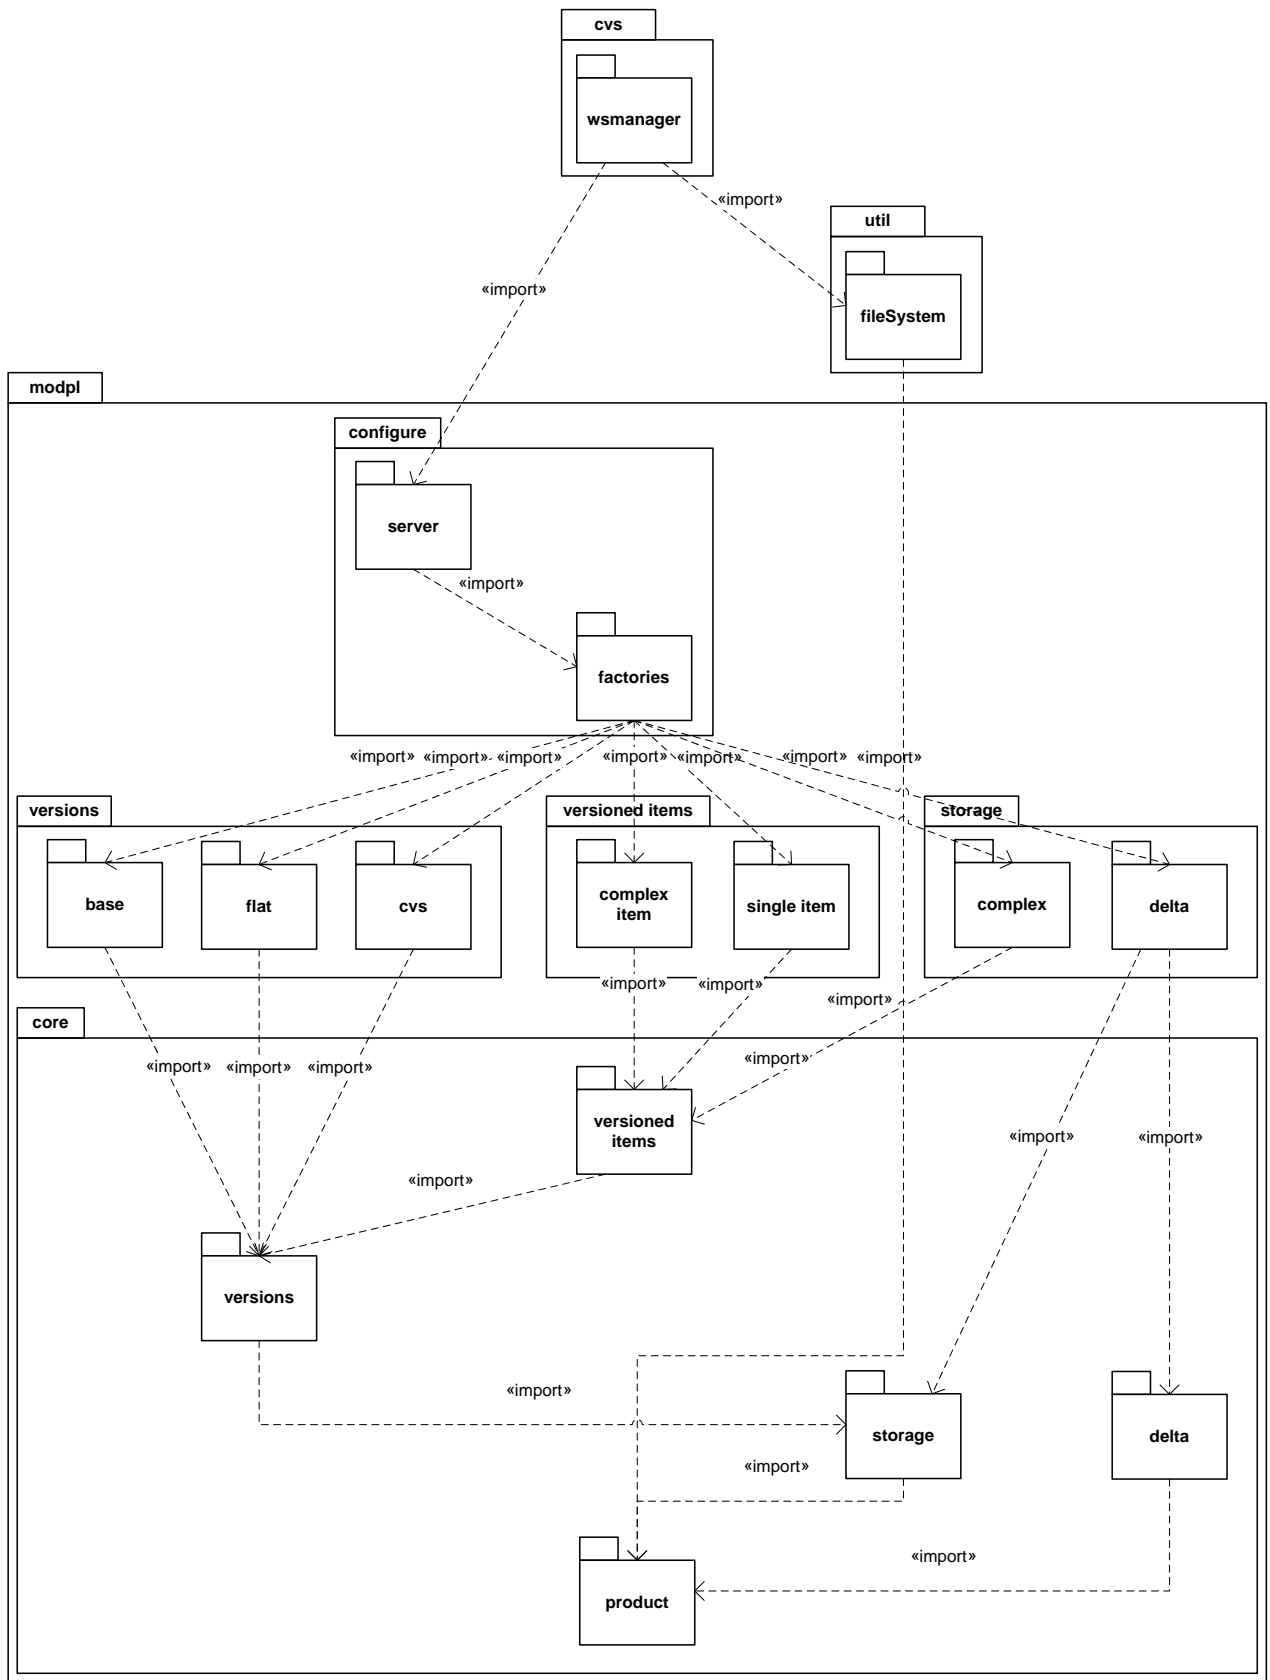 cvs
wsmanager
«import»
util
«import»
fileSystem
modpl
configure
server
«import»
factories
«import» «import» «import» «import» «import» «import» «import»
versions
versioned items
storage
base
flat
cvs
complex
item
single item
complex
delta
«import» «import» «import»
core
«import» «import» «import» «import»
versioned
items
«import» «import»
«import»
versions
«import»
storage
delta
«import»
«import»
product